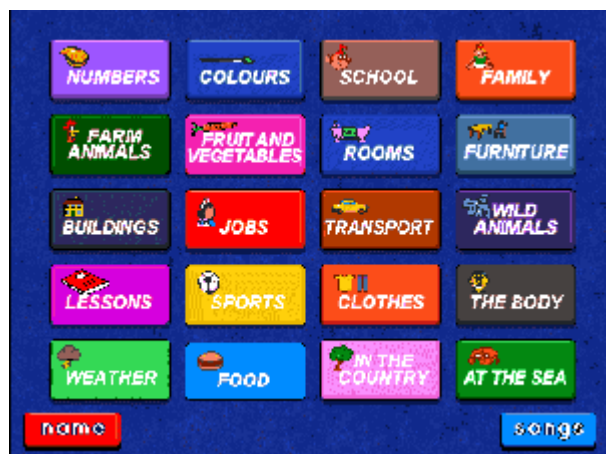 NUMBERS
COLOURS
SCHOOL
FAMILY
FARM
ANIMALS
FRUIT AND
VEGETABLES
ROOMS
FURNITURE
BUILDINGS
JOBS
TRANSPORT
WILD
ANIMALS
LESSONS
SPORTS
CLOTHES
THE BODY
WEATHER
FOOD
IN THE
COUNTRY
AT THE SEA
name
songs